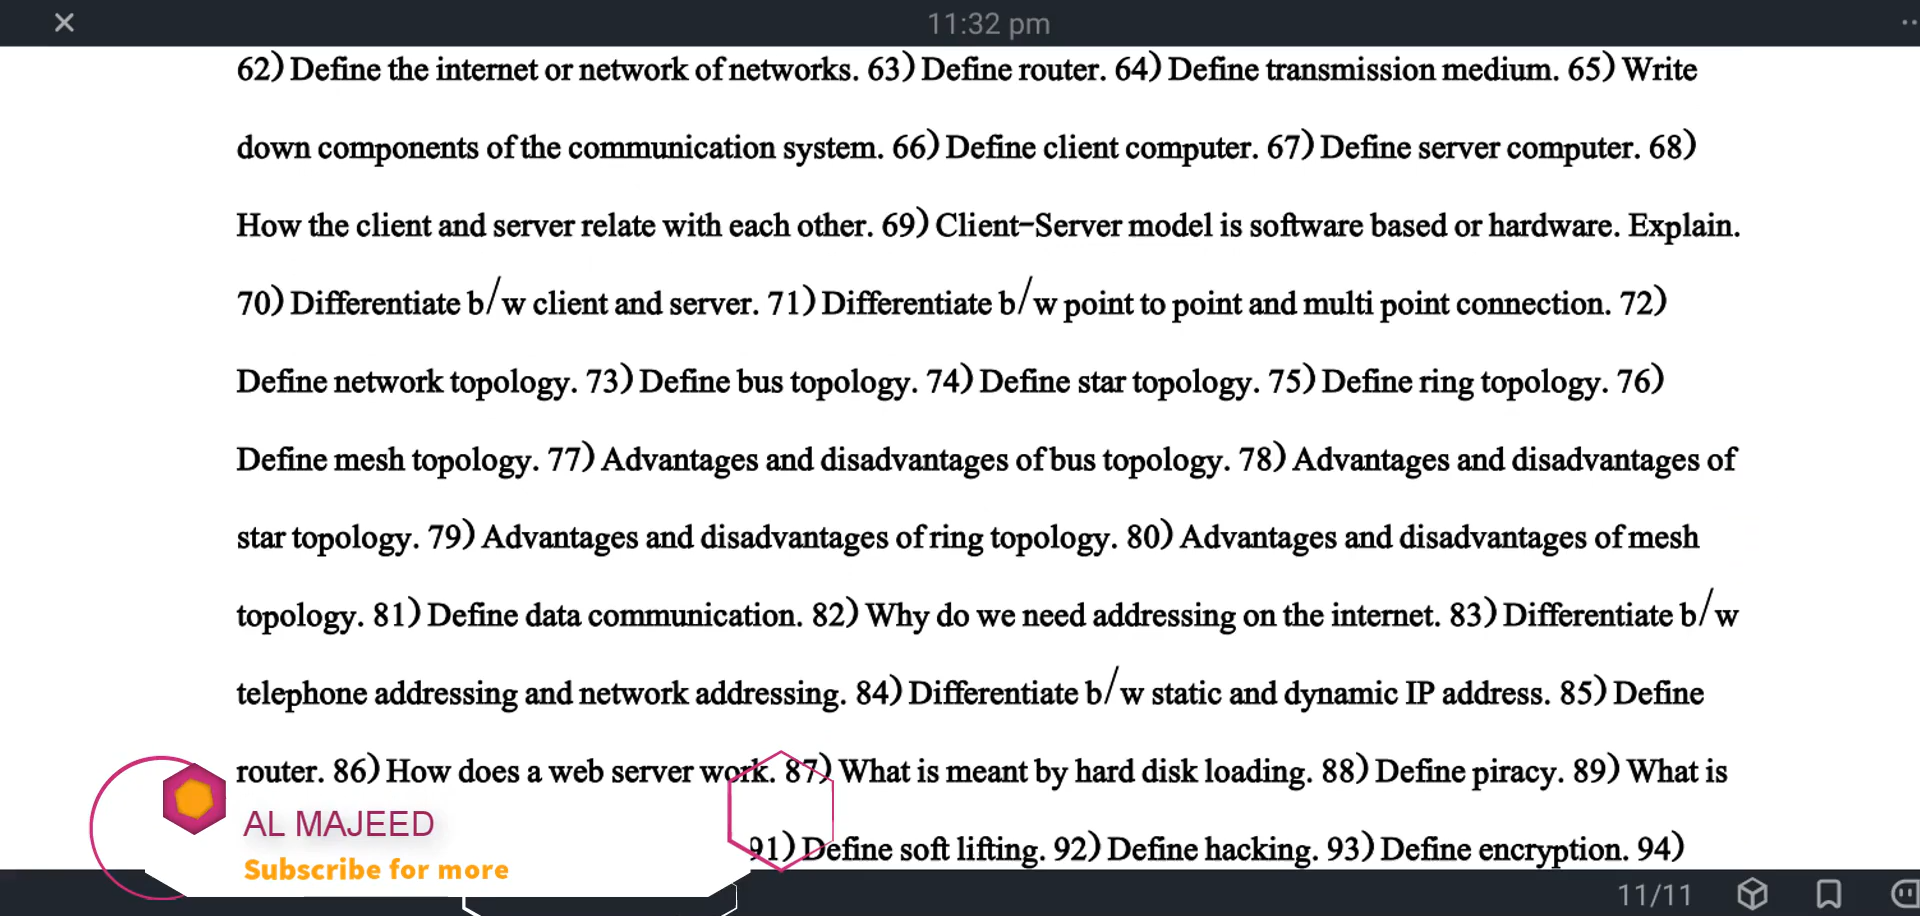 11:32 pm
62) Define the internet or network of networks. 63) Define router. 64) Define transmission medium. 65) Write
down components of the communication system. 66) Define client computer. 67) Define server computer. 68)
How the client and server relate with each other. 69) Client-Server model is software based or hardware. Explain.
70) Differentiate b/w client and server. 71) Differentiate b/w point to point and multi point connection. 72)
Define network topology. 73) Define bus topology. 74) Define star topology. 75) Define ring topology. 76)
Define mesh topology. 77) Advantages and disadvantages of bus topology. 78) Advantages and disadvantages of
star topology. 79) Advantages and disadvantages of ring topology. 80) Advantages and disadvantages of mesh
topology. 81) Define data communication. 82) Why do we need addressing on the internet. 83) Differentiate b/w
telephone addressing and network addressing. 84) Differentiate b/w static and dynamic IP address. 85) Define
router. 86) How does a web server work. 87) What is meant by hard disk loading. 88) Define piracy. 89) What is
91) Define soft lifting. 92) Define hacking. 93) Define encryption. 94)
AL MAJEED
Subscribe for more
11/11